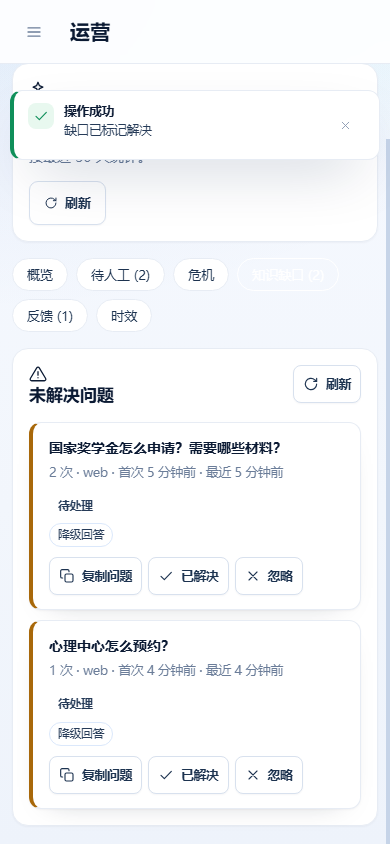 运营
操作成功
缺口已标记解决
刷新
概览
待人工 (2)
危机
知识缺口 (2)
反馈 (1)
时效
未解决问题
刷新
国家奖学金怎么申请？需要哪些材料？
2 次 · web · 首次 5 分钟前 · 最近 5 分钟前
待处理
降级回答
复制问题
已解决
忽略
心理中心怎么预约？
1 次 · web · 首次 4 分钟前 · 最近 4 分钟前
待处理
降级回答
复制问题
已解决
忽略